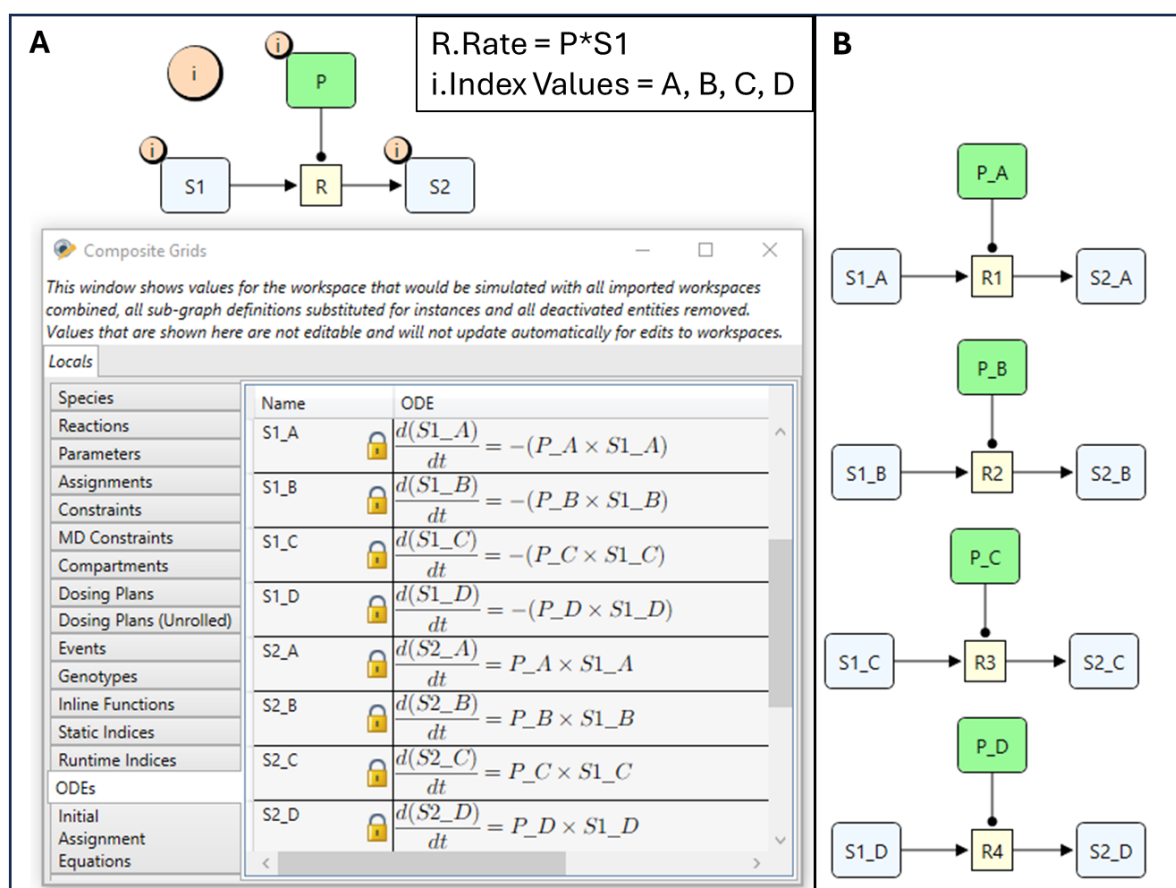 A
i
i
P
R.Rate = P*S1
i.Index Values = A, B, C, D
i
i
S1
R
S2
Composite Grids
This window shows values for the workspace that would be simulated with all imported workspaces
combined, all sub-graph definitions substituted for instances and all deactivated entities removed.
Values that are shown here are not editable and will not update automatically for edits to workspaces.
Locals
Species
Reactions
Parameters
Assignments
Constraints
MD Constraints
Compartments
Dosing Plans
Dosing Plans (Unrolled)
Events
Genotypes
Inline Functions
Static Indices
Runtime Indices
ODEs
Initial
Assignment
Equations
Name ODE
S1_A d(S1_A)/dt = −(P_A × S1_A)
S1_B d(S1_B)/dt = −(P_B × S1_B)
S1_C d(S1_C)/dt = −(P_C × S1_C)
S1_D d(S1_D)/dt = −(P_D × S1_D)
S2_A d(S2_A)/dt = P_A × S1_A
S2_B d(S2_B)/dt = P_B × S1_B
S2_C d(S2_C)/dt = P_C × S1_C
S2_D d(S2_D)/dt = P_D × S1_D
B
P_A
S1_A
R1
S2_A
P_B
S1_B
R2
S2_B
P_C
S1_C
R3
S2_C
P_D
S1_D
R4
S2_D